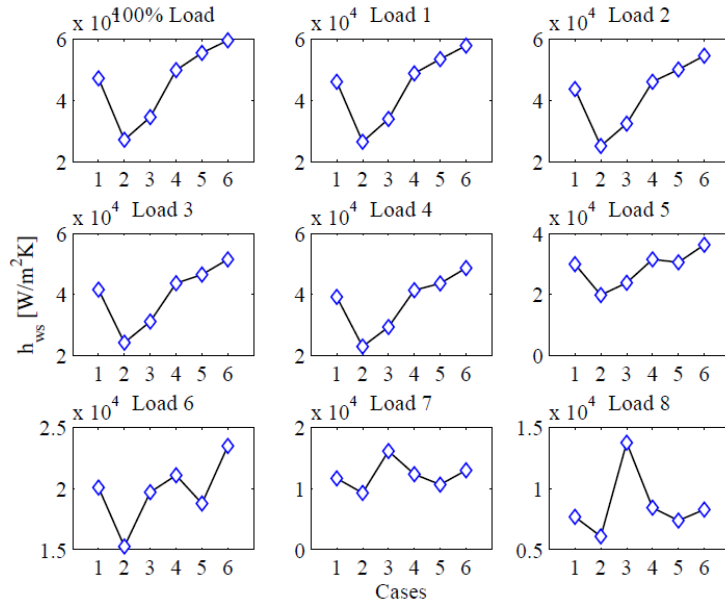 x 10⁴ 100% Load
x 10⁴ Load 1
x 10⁴ Load 2
6
4
2
1 2 3 4 5 6
6
4
2
1 2 3 4 5 6
6
4
2
1 2 3 4 5 6
x 10⁴ Load 3
x 10⁴ Load 4
x 10⁴ Load 5
h_ws [W/m²K]
6
4
2
1 2 3 4 5 6
6
4
2
1 2 3 4 5 6
4
2
0
1 2 3 4 5 6
x 10⁴ Load 6
x 10⁴ Load 7
x 10⁴ Load 8
2.5
2
1.5
1 2 3 4 5 6
2
1
0
1 2 3 4 5 6
1.5
1
0.5
1 2 3 4 5 6
Cases